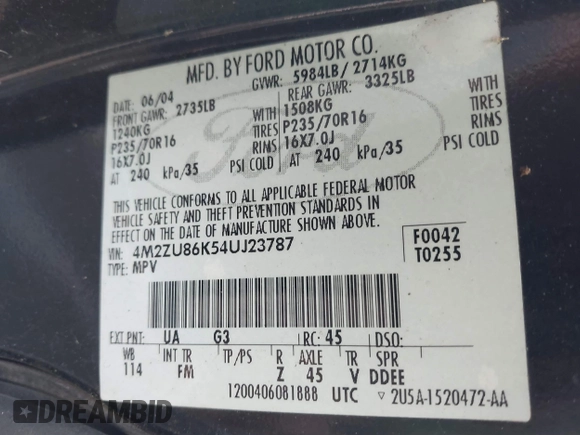 MFD. BY FORD MOTOR CO.
GVWR: 5984LB / 2714KG
DATE: 06/04
FRONT GAWR: 2735LB
REAR GAWR: 3325LB
1240KG WITH
1508KG WITH
P235/70R16 TIRES
P235/70R16 TIRES
16X7.0J RIMS
16X7.0J RIMS
AT 240 kPa/35 PSI COLD
AT 240 kPa/35 PSI COLD
Ford
THIS VEHICLE CONFORMS TO ALL APPLICABLE FEDERAL MOTOR
VEHICLE SAFETY AND THEFT PREVENTION STANDARDS IN
EFFECT ON THE DATE OF MANUFACTURE SHOWN ABOVE.
VIN: 4M2ZU86K54UJ23787
TYPE: MPV
F0042
T0255
EXT PNT: UA G3 RC: 45 DSO:
WB INT TR TP/PS R AXLE TR SPR
114 FM Z 45 V DDEE
1200406081888 UTC ▽ 2U5A-1520472-AA
DREAMBID